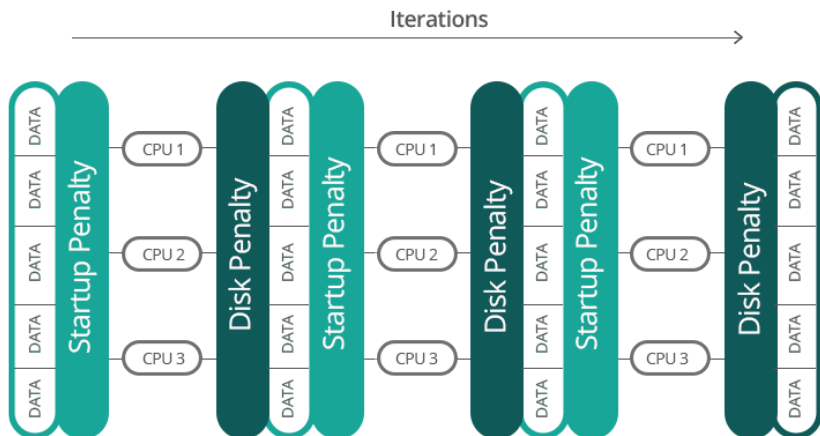 Iterations
DATA
DATA
DATA
DATA
DATA
Startup Penalty
CPU 1
CPU 2
CPU 3
Disk Penalty
DATA
DATA
DATA
DATA
DATA
Startup Penalty
CPU 1
CPU 2
CPU 3
Disk Penalty
DATA
DATA
DATA
DATA
DATA
Startup Penalty
CPU 1
CPU 2
CPU 3
Disk Penalty
DATA
DATA
DATA
DATA
DATA